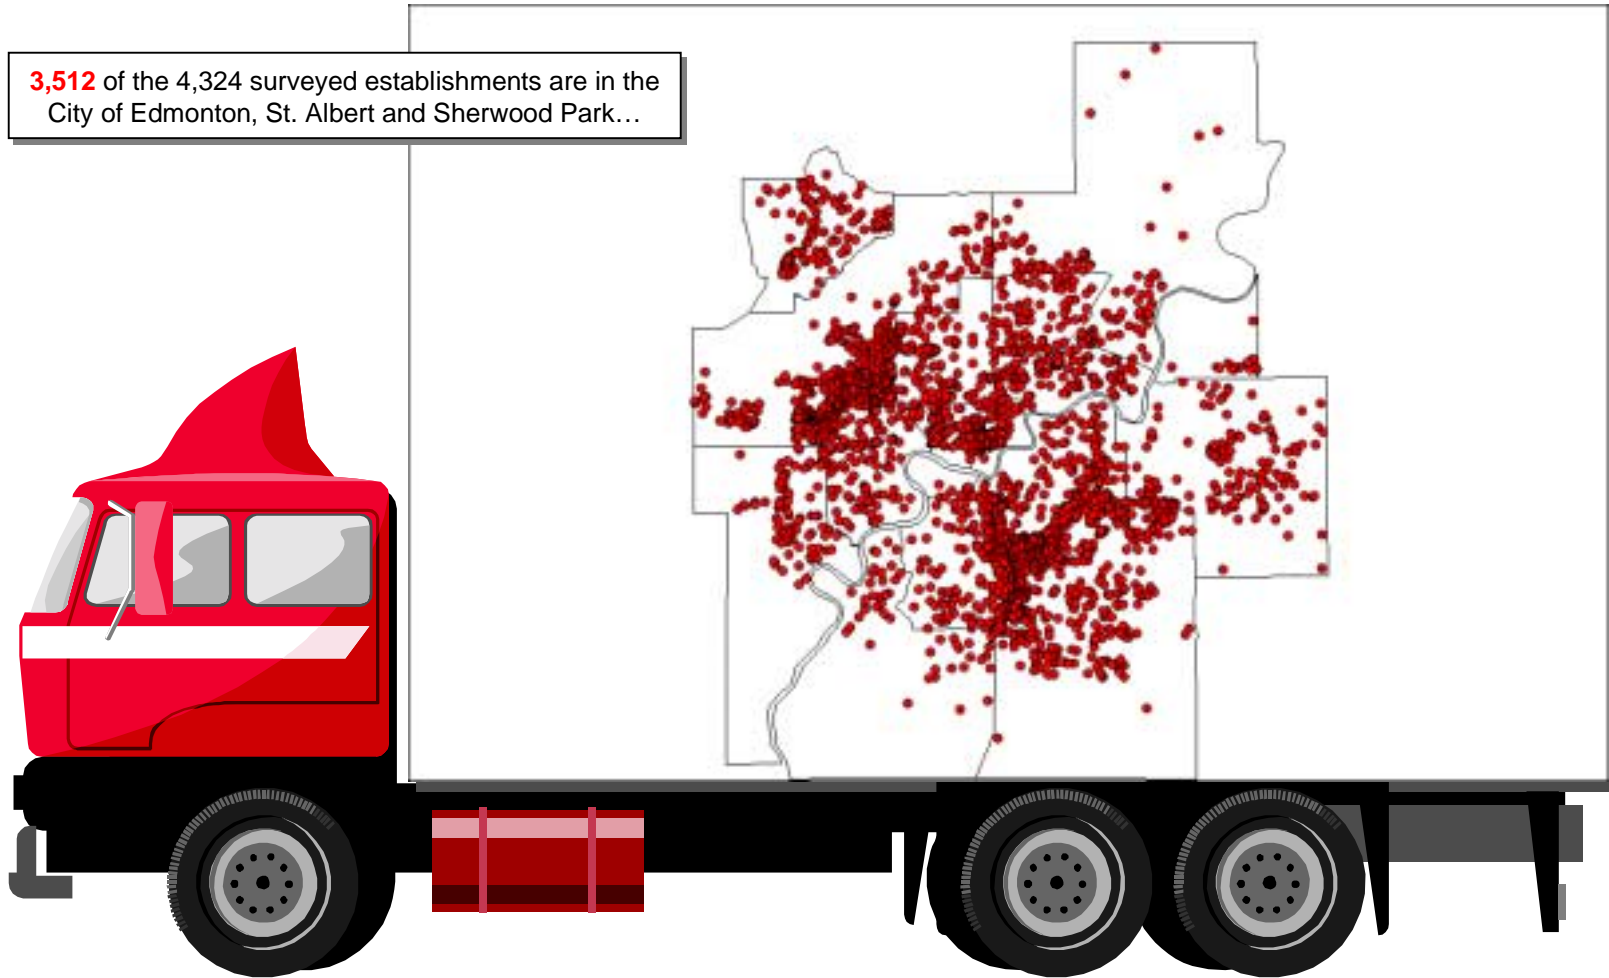 3,512 of the 4,324 surveyed establishments are in the
City of Edmonton, St. Albert and Sherwood Park…